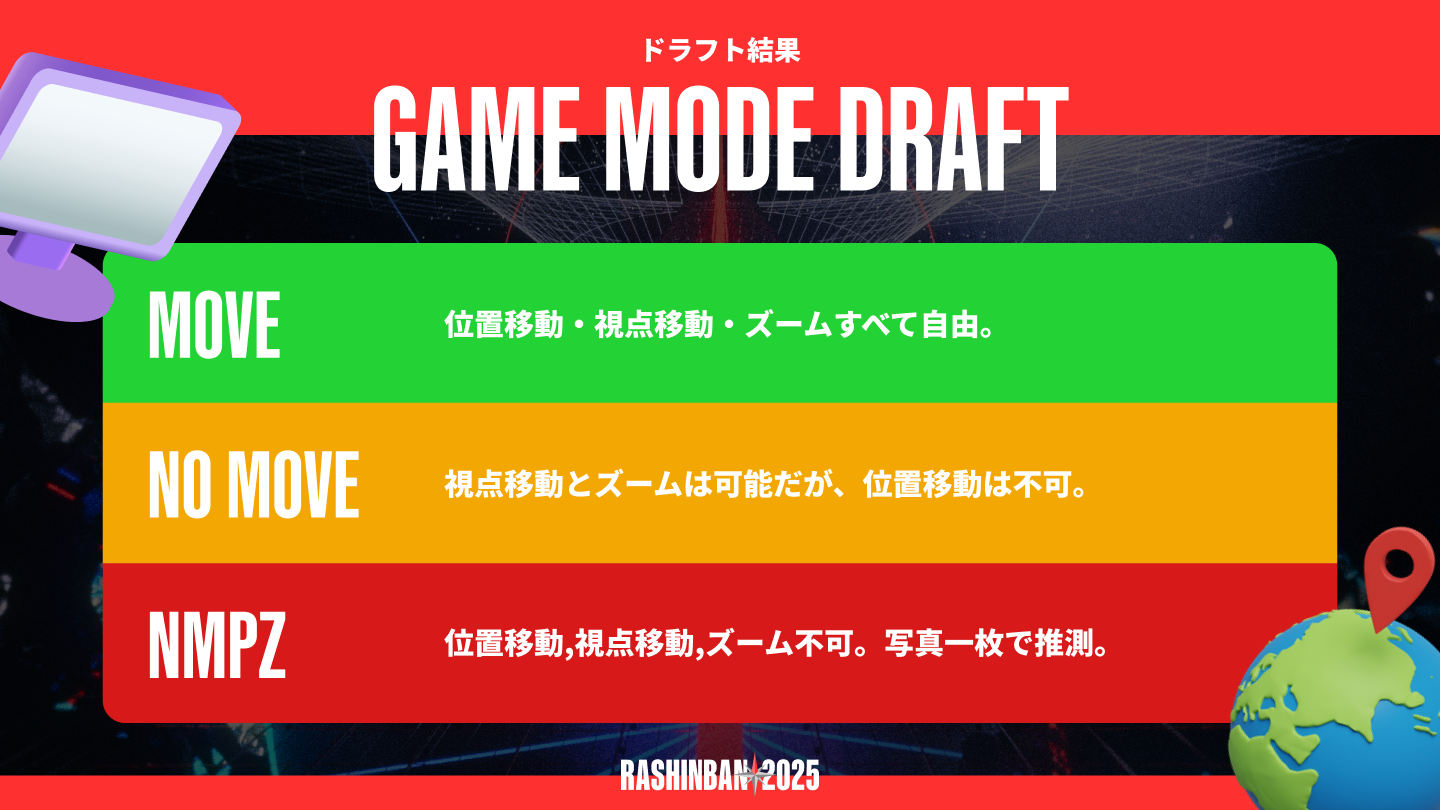 ドラフト結果
GAME MODE DRAFT
MOVE
位置移動・視点移動・ズームすべて自由。
NO MOVE
視点移動とズームは可能だが、位置移動は不可。
NMPZ
位置移動,視点移動,ズーム不可。写真一枚で推測。
RASHINBAN 2025